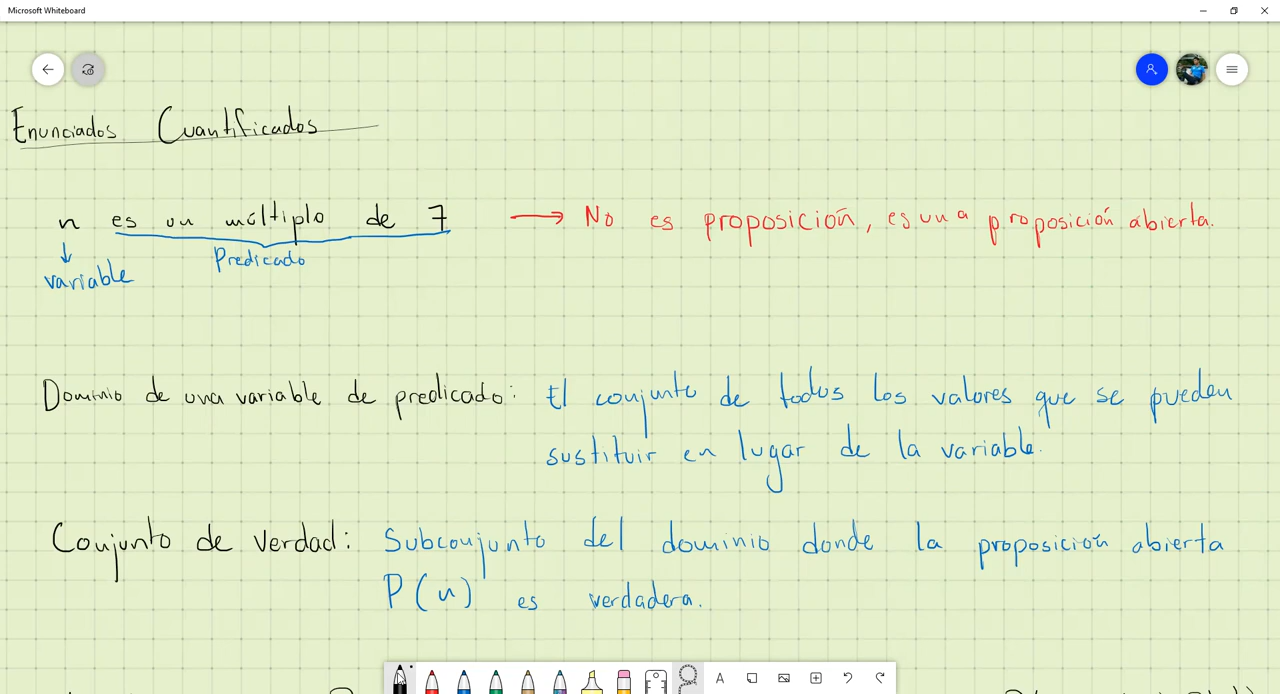 Microsoft Whiteboard
Enunciados Cuantificados
n es un múltiplo de 7 → No es proposición, es una proposición abierta.
variable Predicado
Dominio de una variable de predicado: El conjunto de todos los valores que se pueden
sustituir en lugar de la variable.
Conjunto de verdad: Subconjunto del dominio donde la proposición abierta
P(n) es verdadera.